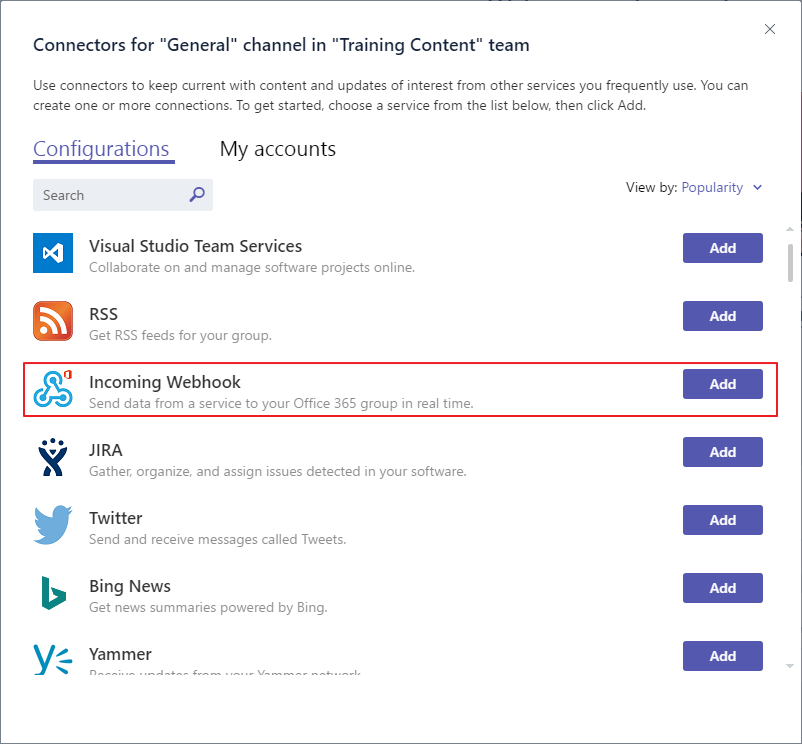 Connectors for "General" channel in "Training Content" team
Use connectors to keep current with content and updates of interest from other services you frequently use. You can
create one or more connections. To get started, choose a service from the list below, then click Add.
Configurations My accounts
Search View by: Popularity
Visual Studio Team Services Add
Collaborate on and manage software projects online.
RSS Add
Get RSS feeds for your group.
Incoming Webhook Add
Send data from a service to your Office 365 group in real time.
JIRA Add
Gather, organize, and assign issues detected in your software.
Twitter Add
Send and receive messages called Tweets.
Bing News Add
Get news summaries powered by Bing.
Yammer Add
Receive updates from your Yammer network.